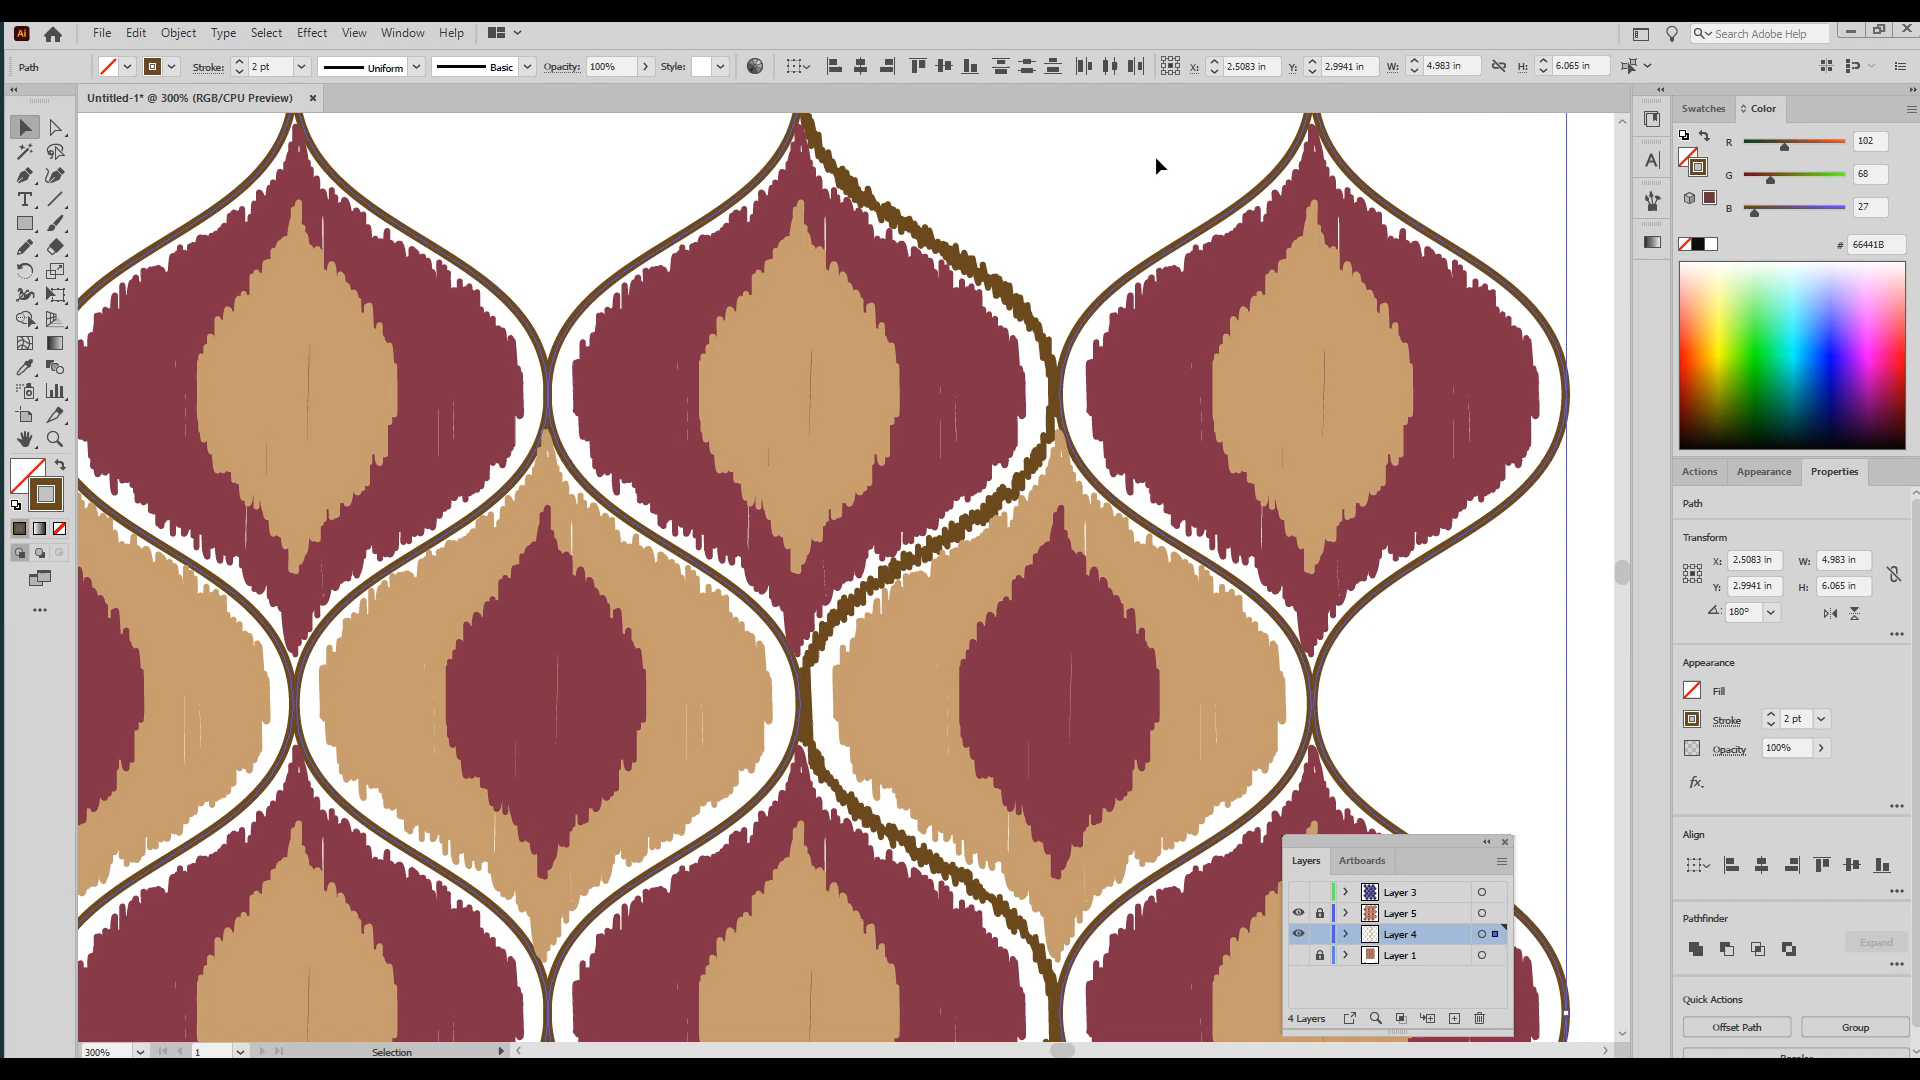 Ai File Edit Object Type Select Effect View Window Help Search Adobe Help
Path Stroke: 2 pt Uniform Basic Opacity: 100% Style: X: 2.5083 in Y: 2.9941 in W: 4.983 in H: 6.065 in
Untitled-1* @ 300% (RGB/CPU Preview)
Swatches Color
R 102
G 68
B 27
# 66441B
Actions Appearance Properties
Path
Transform
X: 2.5083 in W: 4.983 in
Y: 2.9941 in H: 6.065 in
180°
Appearance
Fill
Stroke 2 pt
Opacity 100%
fx.
Align
Pathfinder
Expand
Quick Actions
Offset Path Group
Layers Artboards
Layer 3
Layer 5
Layer 4
Layer 1
4 Layers
300% 1 Selection